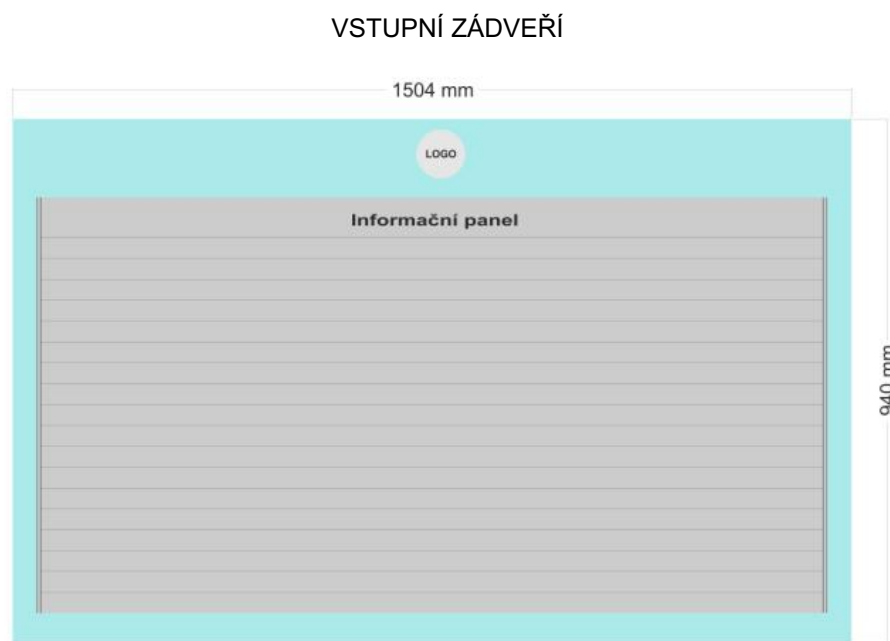 VSTUPNÍ ZÁDVEŘÍ
1504 mm
LOGO
Informační panel
940 mm